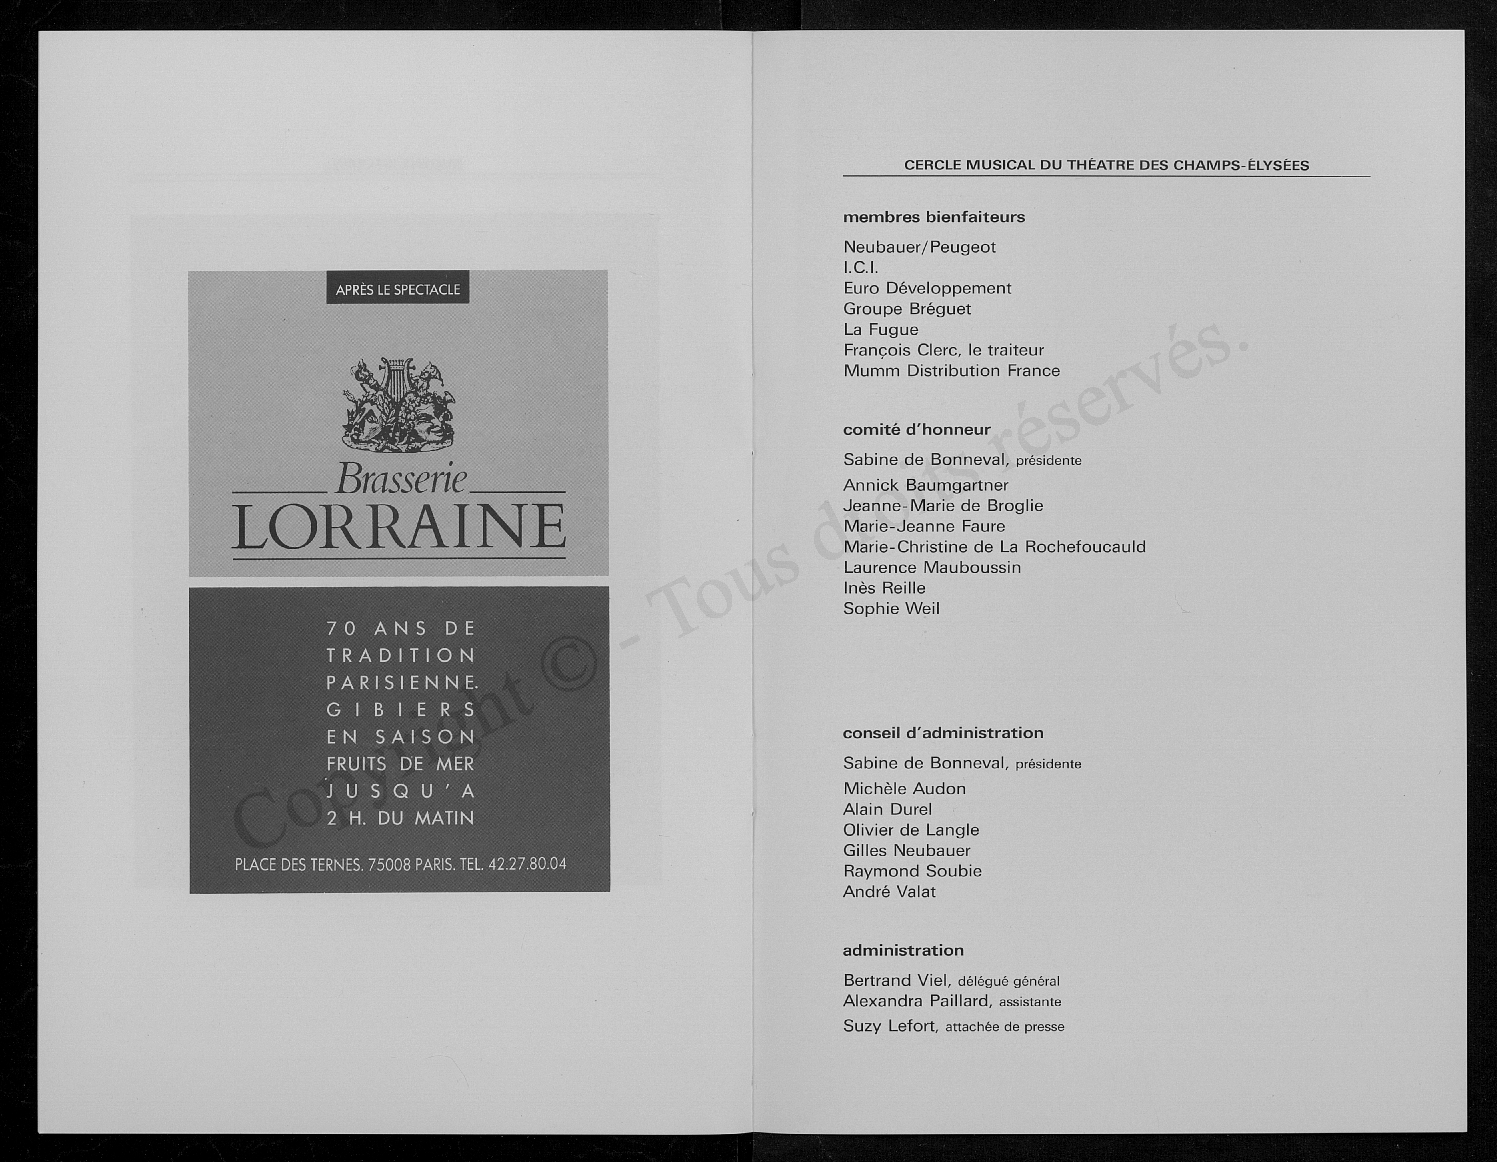 APRÈS LE SPECTACLE
Brasserie
LORRAINE
70 ANS DE
TRADITION
PARISIENNE.
GIBIERS
EN SAISON
FRUITS DE MER
JUSQU'A
2 H. DU MATIN
PLACE DES TERNES. 75008 PARIS. TEL. 42.27.80.04
CERCLE MUSICAL DU THÉATRE DES CHAMPS-ÉLYSÉES
membres bienfaiteurs
Neubauer/Peugeot
I.C.I.
Euro Développement
Groupe Bréguet
La Fugue
François Clerc, le traiteur
Mumm Distribution France
comité d'honneur
Sabine de Bonneval, présidente
Annick Baumgartner
Jeanne-Marie de Broglie
Marie-Jeanne Faure
Marie-Christine de La Rochefoucauld
Laurence Mauboussin
Inès Reille
Sophie Weil
conseil d'administration
Sabine de Bonneval, présidente
Michèle Audon
Alain Durel
Olivier de Langle
Gilles Neubauer
Raymond Soubie
André Valat
administration
Bertrand Viel, délégué général
Alexandra Paillard, assistante
Suzy Lefort, attachée de presse
Copyright © - Tous droits réservés.